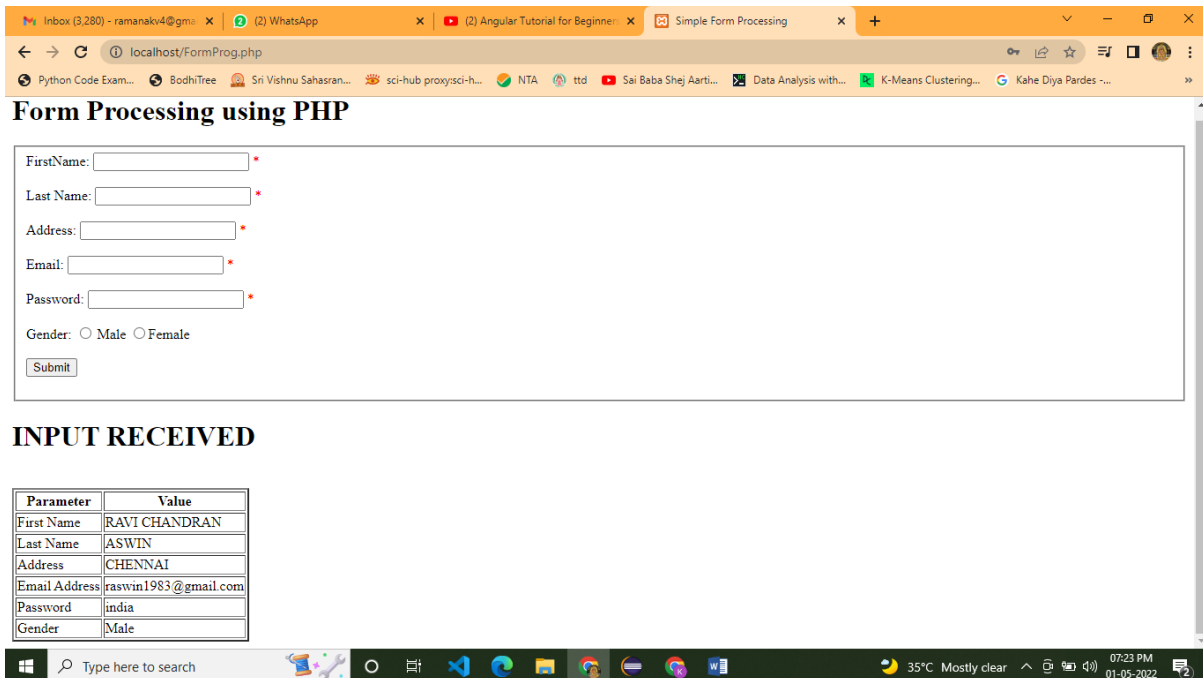 Inbox (3,280) - ramanakv4@gma
(2) WhatsApp
(2) Angular Tutorial for Beginner
Simple Form Processing
localhost/FormProg.php
Python Code Exam...
BodhiTree
Sri Vishnu Sahasran...
sci-hub proxy:sci-h...
NTA
ttd
Sai Baba Shej Aarti...
Data Analysis with...
K-Means Clustering...
Kahe Diya Pardes -...
Form Processing using PHP
FirstName: *
Last Name: *
Address: *
Email: *
Password: *
Gender: Male Female
Submit
INPUT RECEIVED
Parameter Value
First Name RAVI CHANDRAN
Last Name ASWIN
Address CHENNAI
Email Address raswin1983@gmail.com
Password india
Gender Male
Type here to search
35°C Mostly clear
07:23 PM
01-05-2022